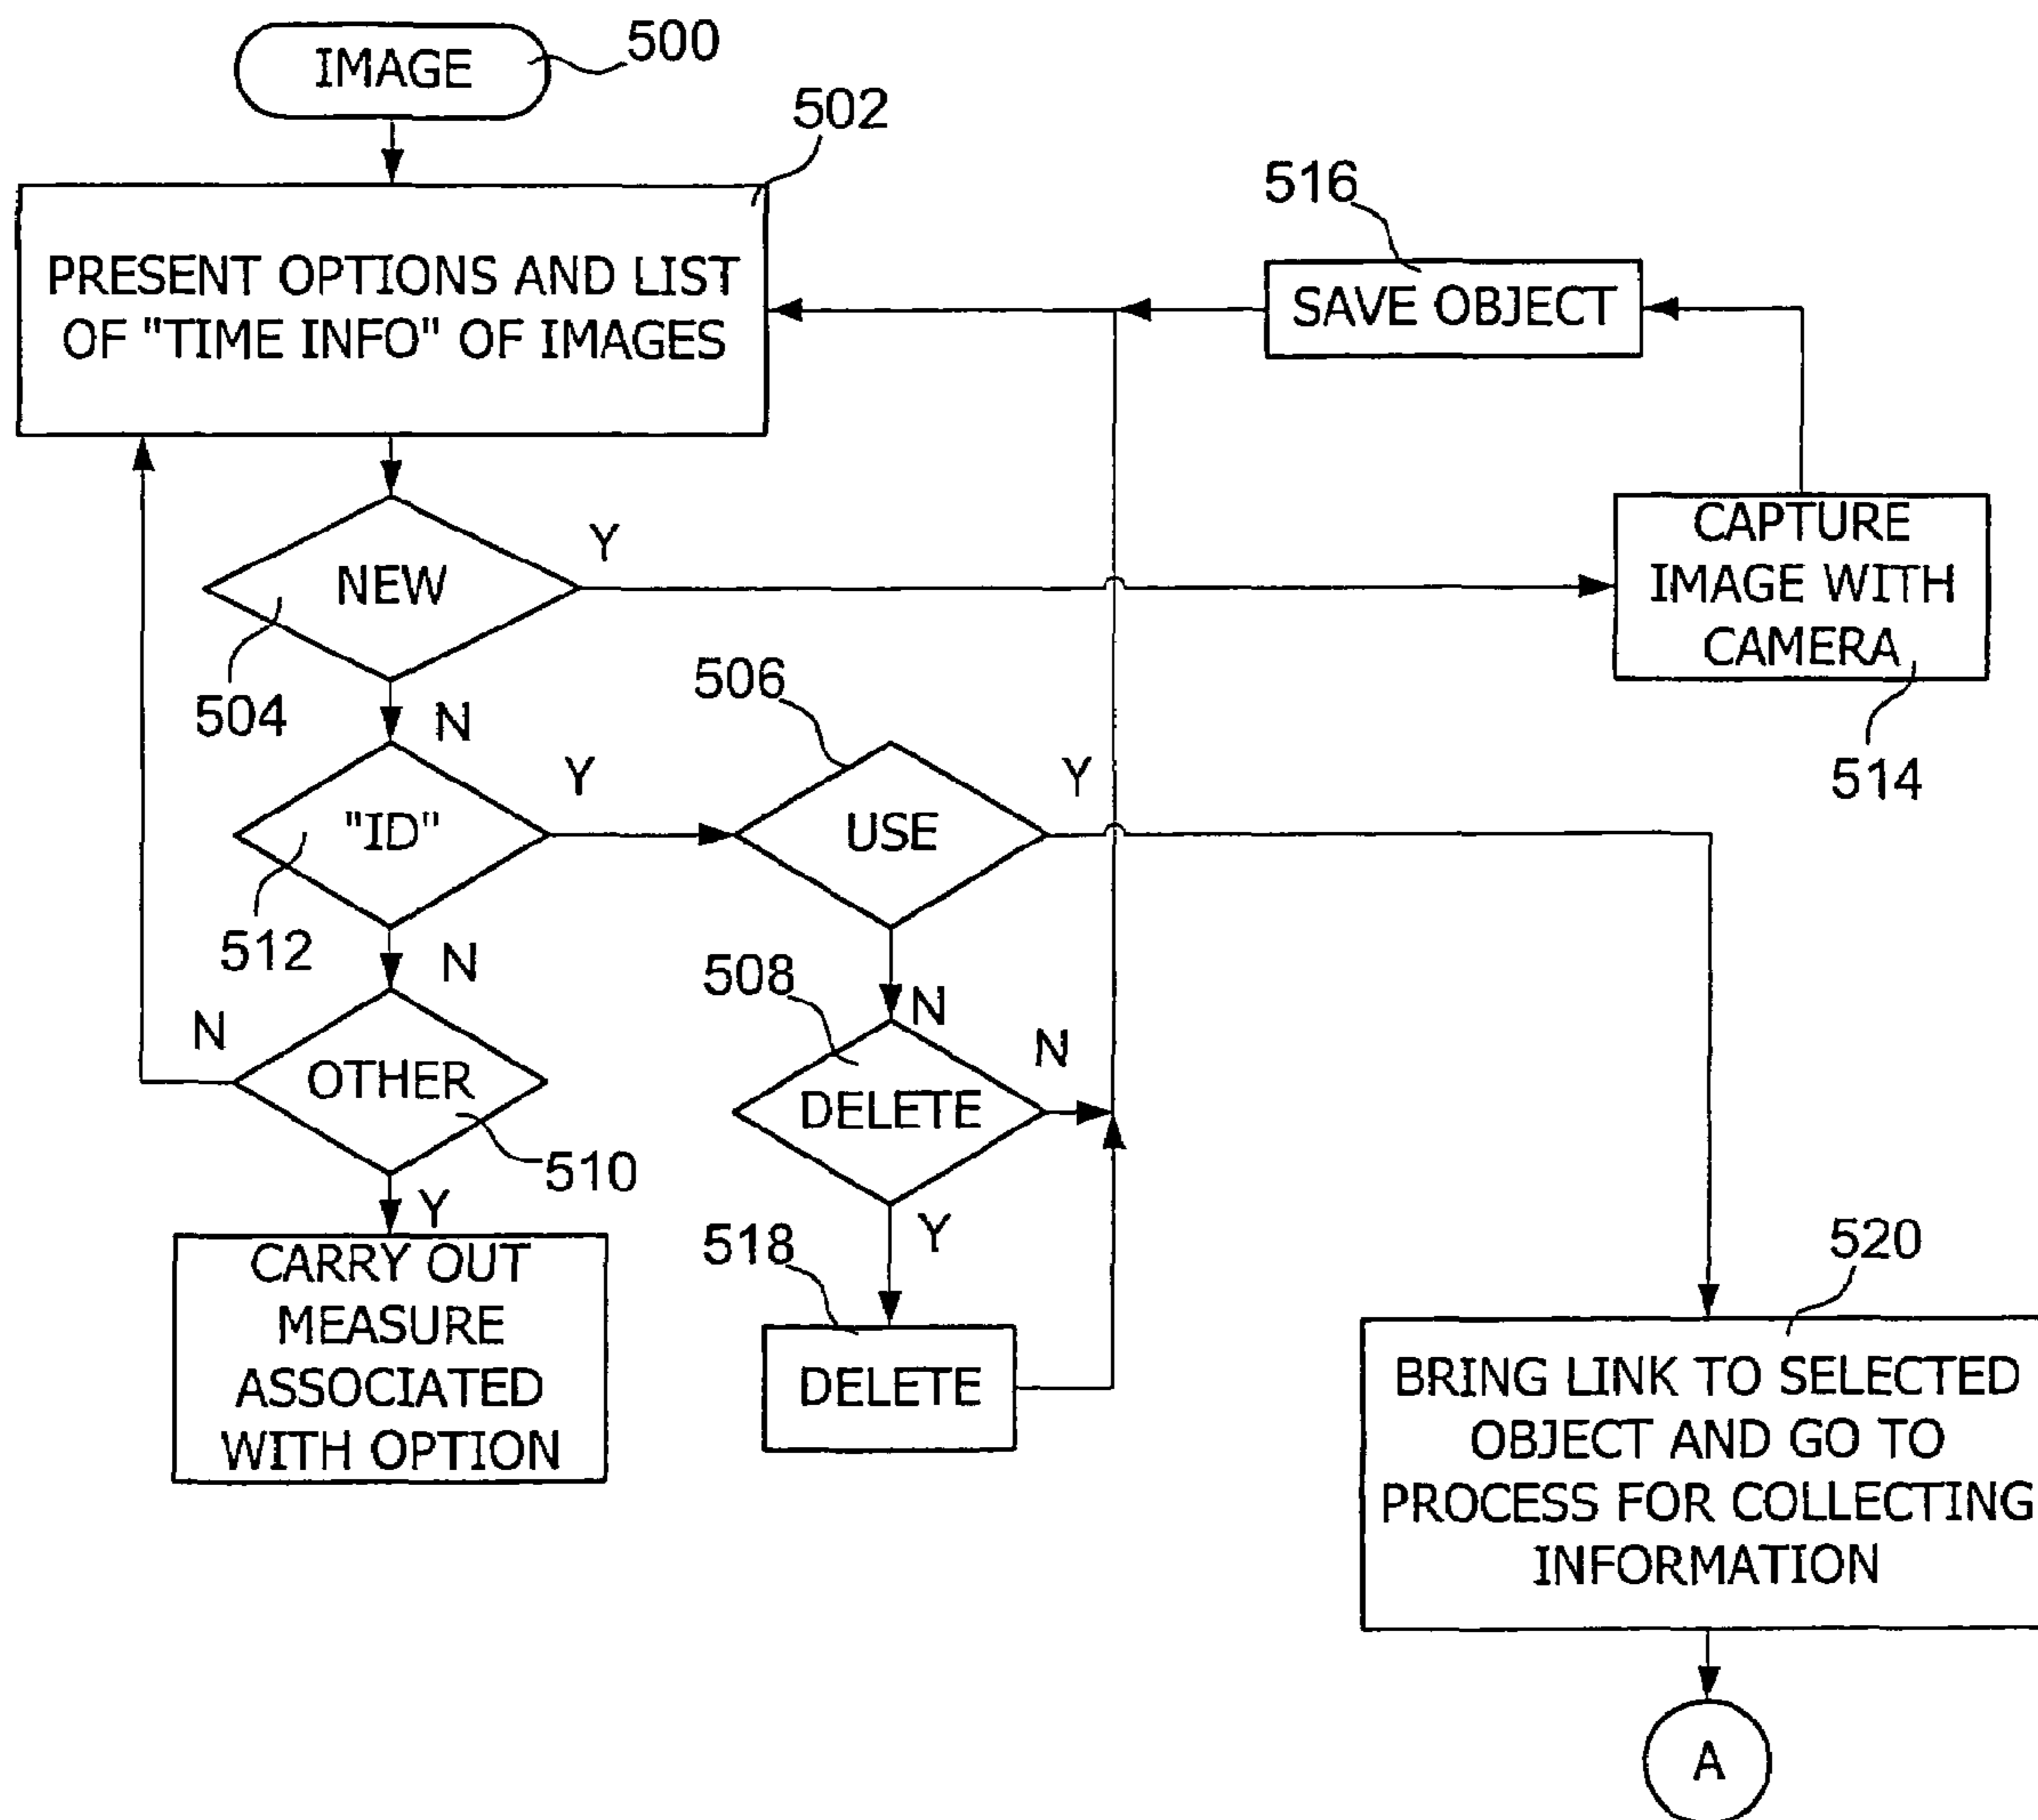 IMAGE
500
502
PRESENT OPTIONS AND LIST
OF "TIME INFO" OF IMAGES
516
SAVE OBJECT
NEW
Y
504
N
CAPTURE
IMAGE WITH
CAMERA
514
506
"ID"
Y
512
N
USE
Y
N
508
OTHER
N
510
Y
DELETE
N
Y
CARRY OUT
MEASURE
ASSOCIATED
WITH OPTION
518
DELETE
520
BRING LINK TO SELECTED
OBJECT AND GO TO
PROCESS FOR COLLECTING
INFORMATION
A